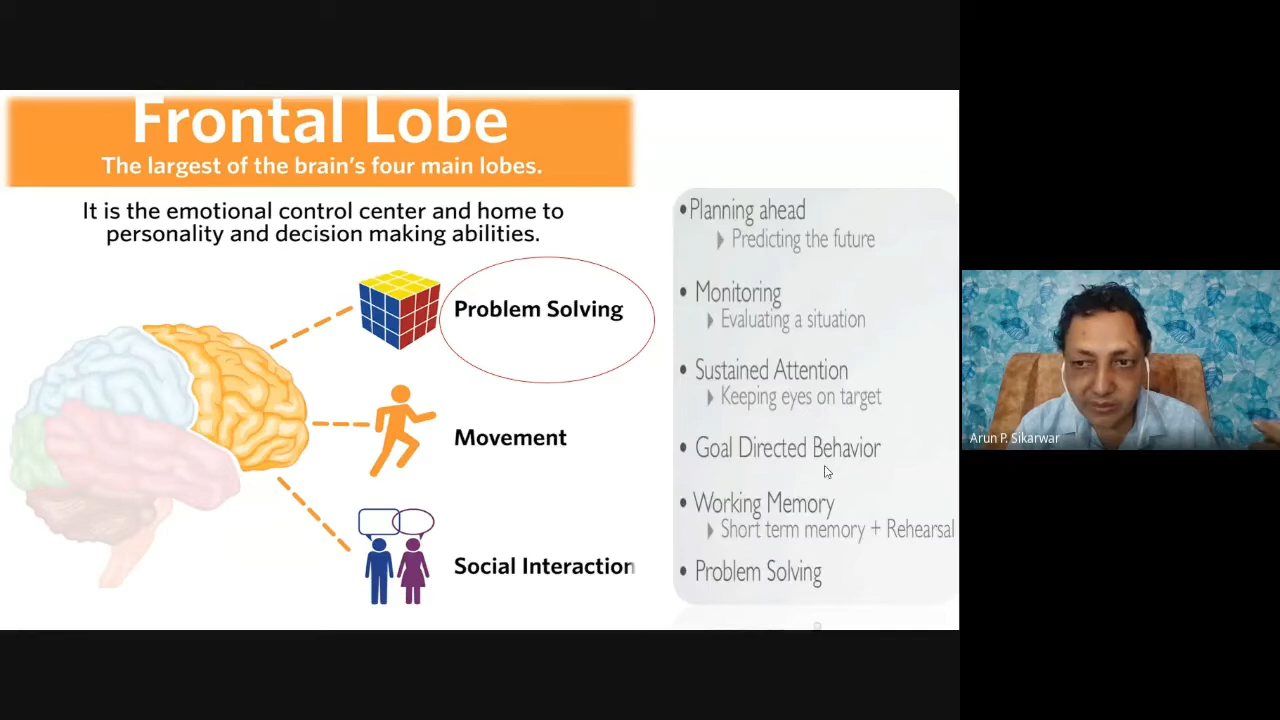 Frontal Lobe
The largest of the brain's four main lobes.
It is the emotional control center and home to
personality and decision making abilities.
Problem Solving
Movement
Social Interaction
•Planning ahead
Predicting the future
• Monitoring
Evaluating a situation
• Sustained Attention
Keeping eyes on target
• Goal Directed Behavior
• Working Memory
Short term memory + Rehearsal
• Problem Solving
Arun P. Sikarwar